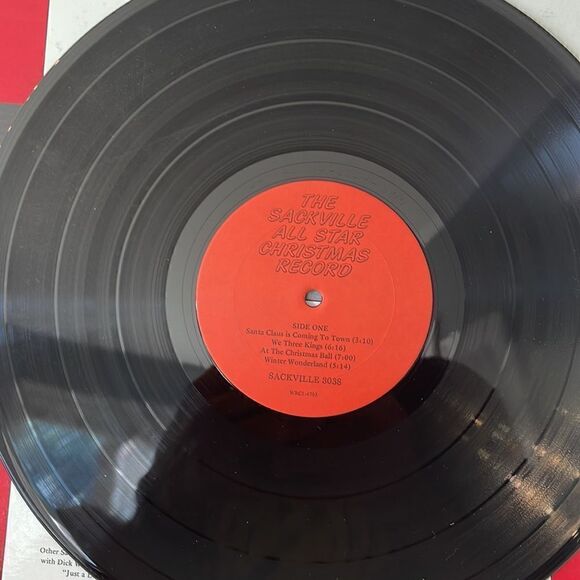 THE
SACKVILLE
ALL STAR
CHRISTMAS
RECORD
SIDE ONE
Santa Claus is Coming To Town (3:10)
We Three Kings (6:16)
At The Christmas Ball (7:00)
Winter Wonderland (5:14)
SACKVILLE 3038
Other
with Dick
"Just a